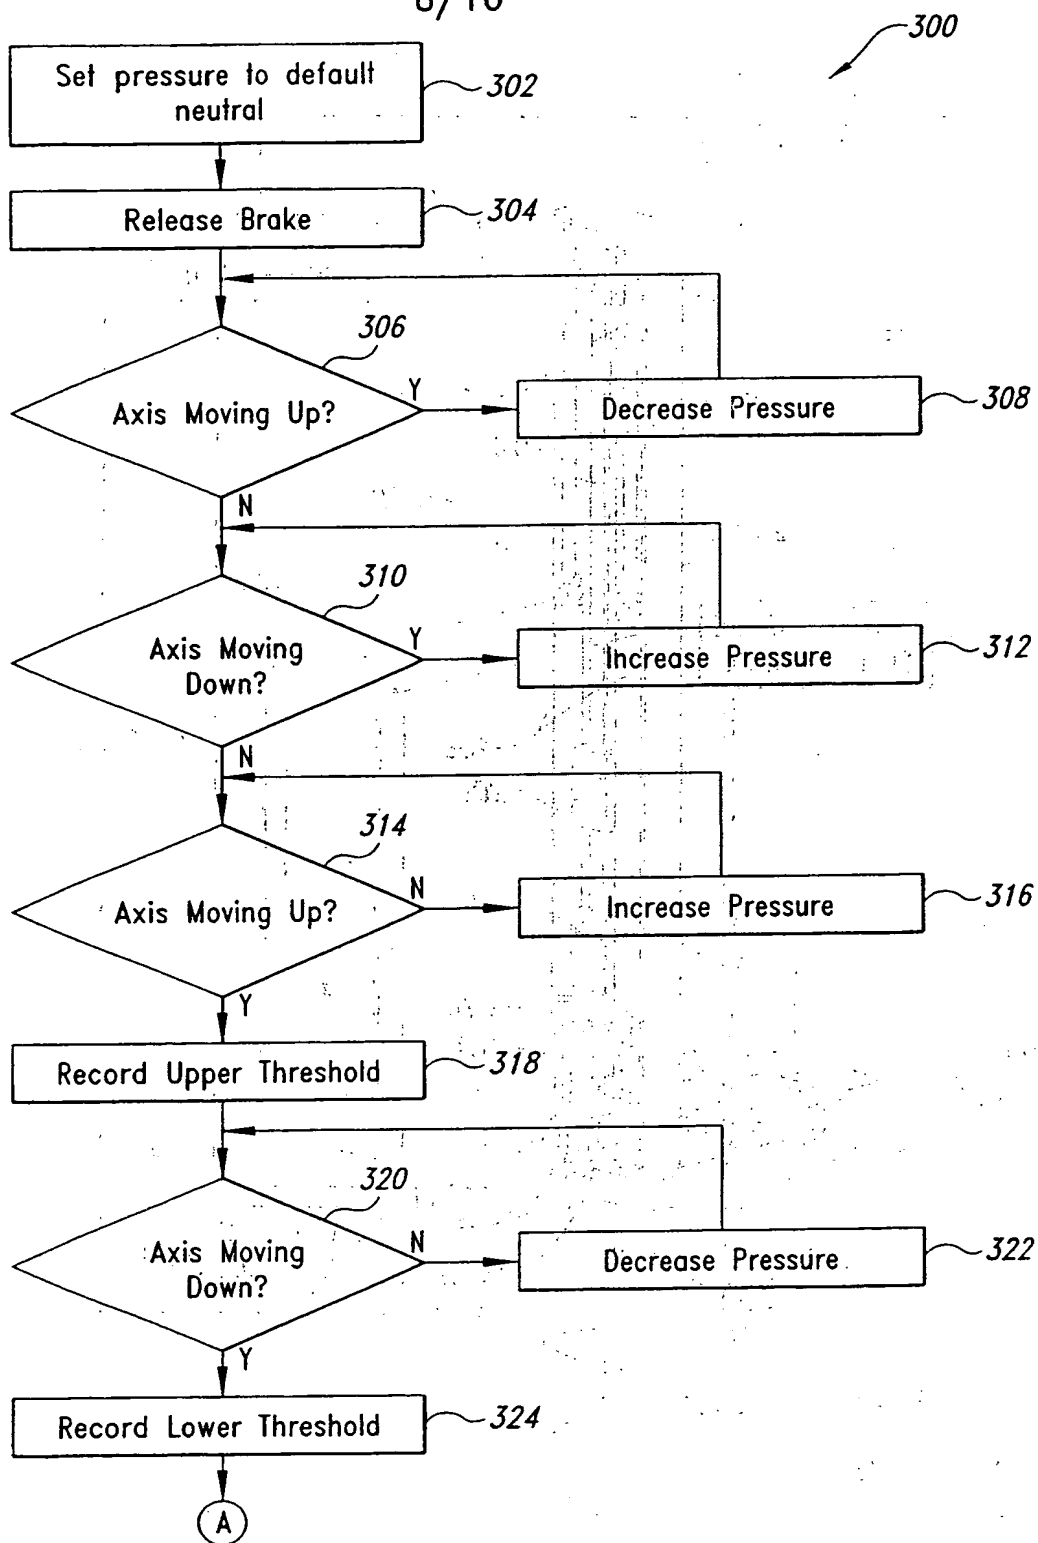 300
Set pressure to default
neutral
302
Release Brake
304
306
Axis Moving Up?
Y
Decrease Pressure
308
N
310
Axis Moving
Down?
Y
Increase Pressure
312
N
314
Axis Moving Up?
N
Increase Pressure
316
Y
Record Upper Threshold
318
320
Axis Moving
Down?
N
Decrease Pressure
322
Y
Record Lower Threshold
324
A